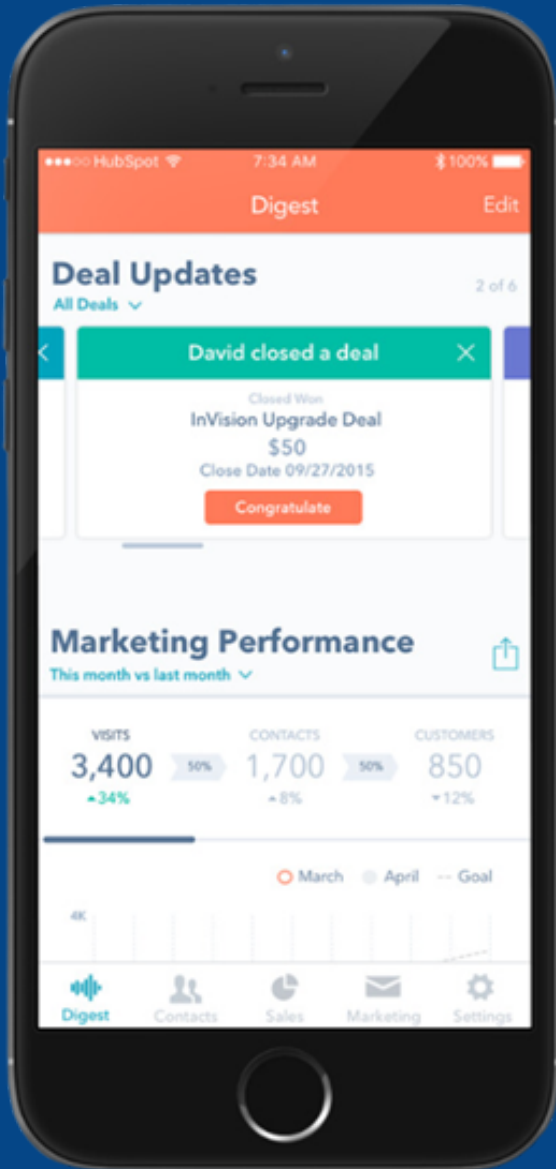 HubSpot 7:34 AM 100%
Digest Edit
Deal Updates
2 of 6
All Deals
David closed a deal
Closed Won
InVision Upgrade Deal
$50
Close Date 09/27/2015
Congratulate
Marketing Performance
This month vs last month
VISITS CONTACTS CUSTOMERS
3,400 50% 1,700 50% 850
34% 8% 12%
March April -- Goal
4K
Digest Contacts Sales Marketing Settings